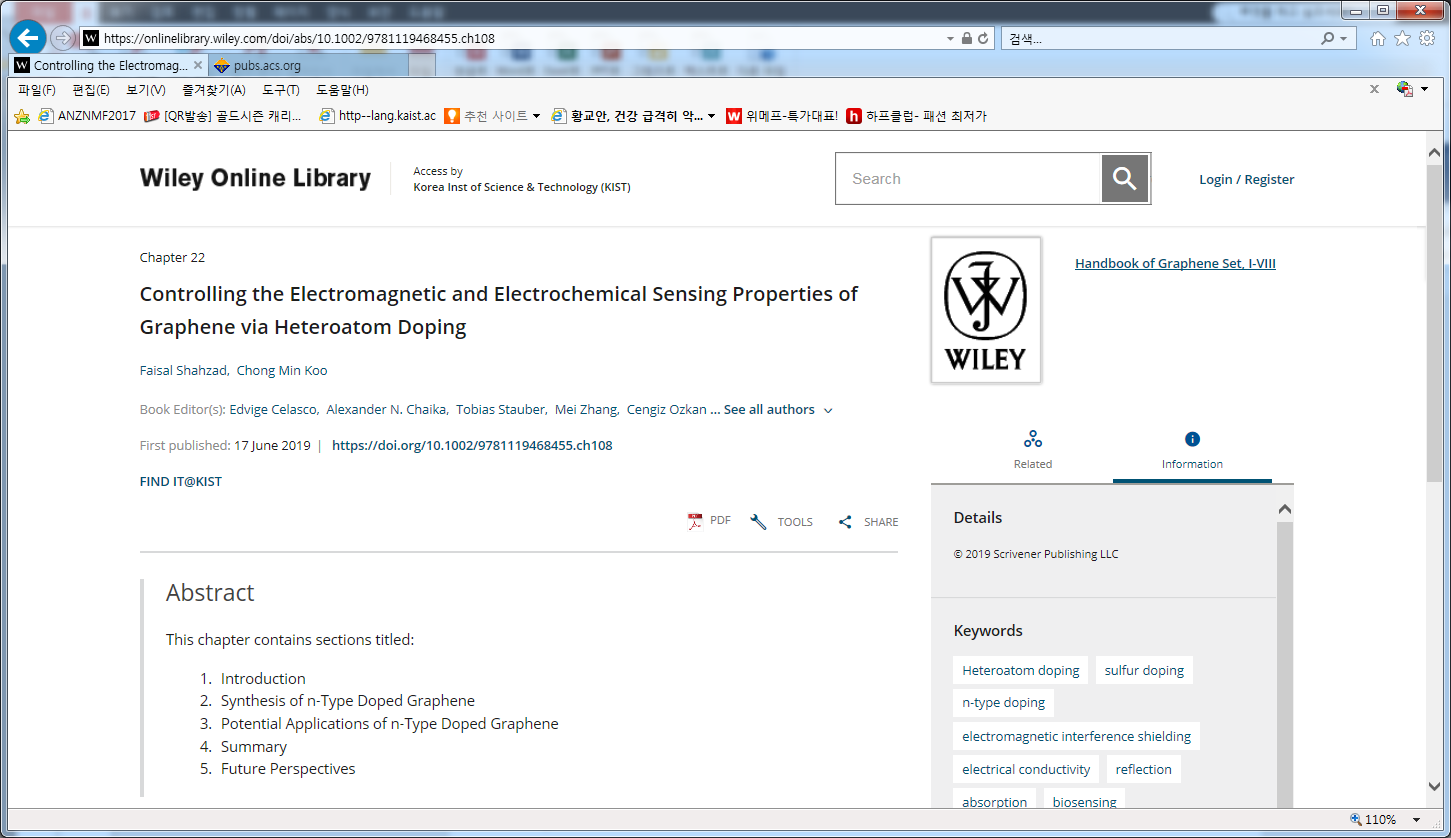 https://onlinelibrary.wiley.com/doi/abs/10.1002/9781119468455.ch108
검색...
Controlling the Electromag...
pubs.acs.org
파일(F) 편집(E) 보기(V) 즐겨찾기(A) 도구(T) 도움말(H)
ANZNMF2017 [QR발송] 골드시즌 캐리... http--lang.kaist.ac 추천 사이트 황교안, 건강 급격히 악... 위메프-특가대표! 하프클럽- 패션 최저가
Wiley Online Library
Access by
Korea Inst of Science & Technology (KIST)
Search
Login / Register
Chapter 22
Controlling the Electromagnetic and Electrochemical Sensing Properties of
Graphene via Heteroatom Doping
Faisal Shahzad, Chong Min Koo
Book Editor(s): Edvige Celasco, Alexander N. Chaika, Tobias Stauber, Mei Zhang, Cengiz Ozkan ... See all authors
First published: 17 June 2019 | https://doi.org/10.1002/9781119468455.ch108
FIND IT@KIST
PDF TOOLS SHARE
Abstract
This chapter contains sections titled:
1. Introduction
2. Synthesis of n-Type Doped Graphene
3. Potential Applications of n-Type Doped Graphene
4. Summary
5. Future Perspectives
WILEY
Handbook of Graphene Set, I-VIII
Related
Information
Details
© 2019 Scrivener Publishing LLC
Keywords
Heteroatom doping sulfur doping
n-type doping
electromagnetic interference shielding
electrical conductivity reflection
absorption biosensing
110%